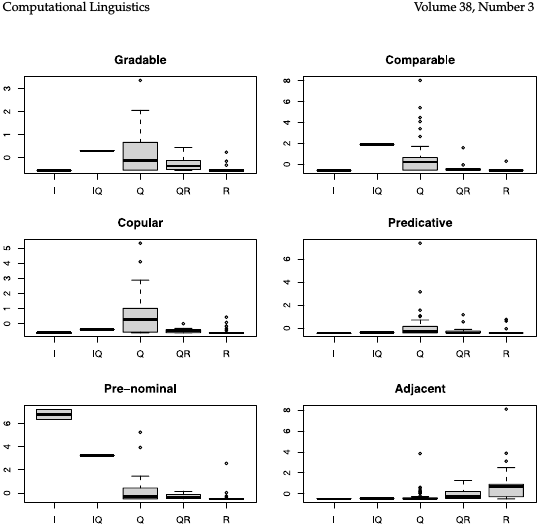 Computational Linguistics Volume 38, Number 3
Gradable Comparable
3 8
2 6
1 4
0 2
0
I IQ Q QR R I IQ Q QR R
Copular Predicative
5
4 6
3 4
2 2
1 0
0
I IQ Q QR R I IQ Q QR R
Pre–nominal Adjacent
6 8
4 6
2 4
0 2
0
I IQ Q QR R I IQ Q QR R